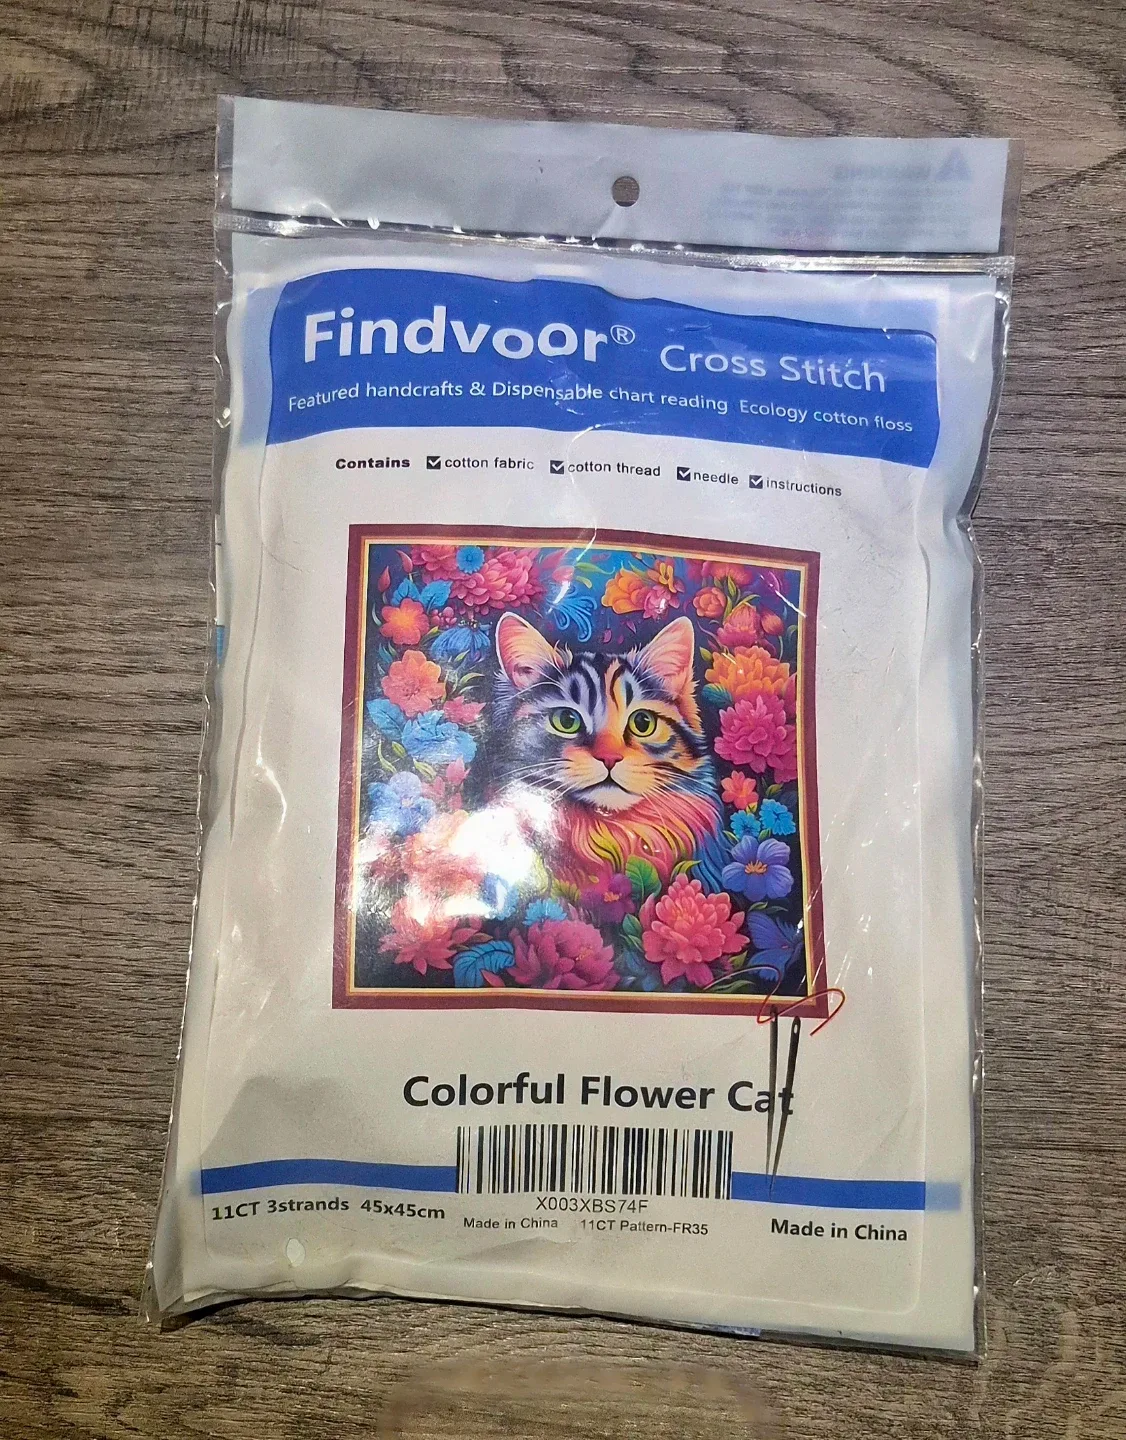 Findvoor® Cross Stitch
Featured handcrafts & Dispensable chart reading Ecology cotton floss
Contains cotton fabric cotton thread needle instructions
Colorful Flower Cat
X003XBS74F
11CT 3strands 45x45cm
Made in China 11CT Pattern-FR35
Made in China